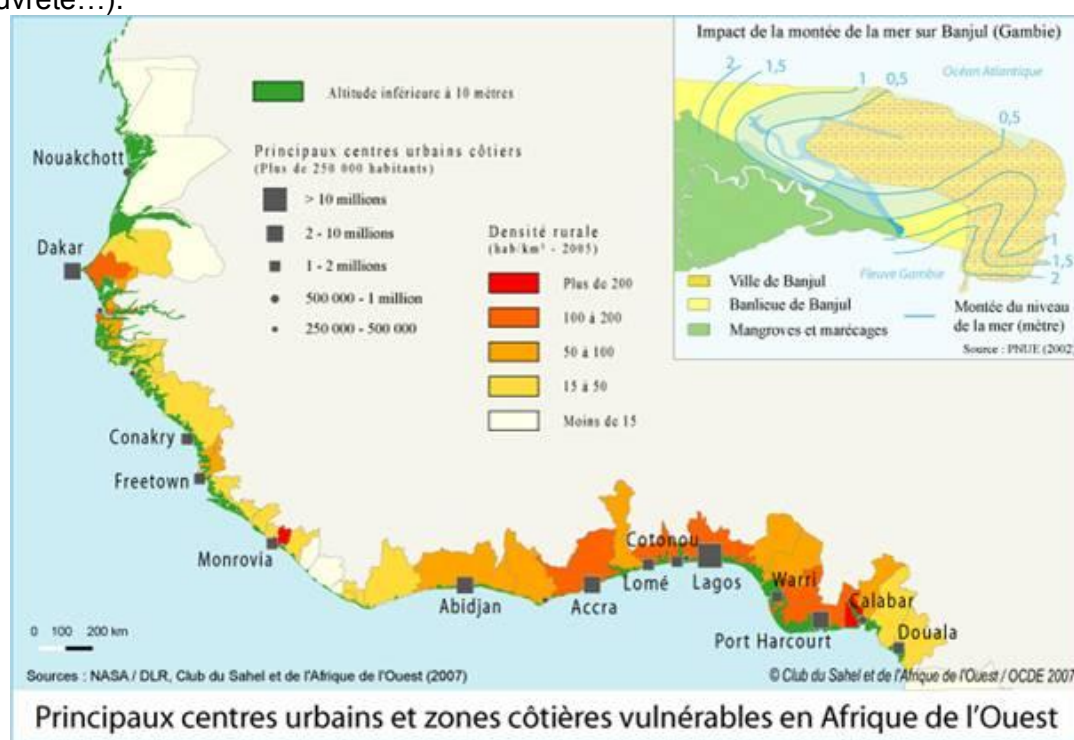 uvreté…).
Impact de la montée de la mer sur Banjul (Gambie)
2
1,5
1
0,5
Océan Atlantique
0,5
1
1,5
2
Fleuve Gambie
Ville de Banjul
Banlieue de Banjul
Mangroves et marécages
Montée du niveau
de la mer (mètre)
Source : PNUE (2002)
Altitude inférieure à 10 mètres
Principaux centres urbains côtiers
(Plus de 250 000 habitants)
> 10 millions
2 - 10 millions
1 - 2 millions
500 000 - 1 million
250 000 - 500 000
Densité rurale
(hab/km² - 2005)
Plus de 200
100 à 200
50 à 100
15 à 50
Moins de 15
Nouakchott
Dakar
Conakry
Freetown
Monrovia
Abidjan
Accra
Lomé
Cotonou
Lagos
Warri
Port Harcourt
Calabar
Douala
0 100 200 km
Sources : NASA / DLR, Club du Sahel et de l'Afrique de l'Ouest (2007)
© Club du Sahel et de l'Afrique de l'Ouest / OCDE 2007
Principaux centres urbains et zones côtières vulnérables en Afrique de l'Ouest